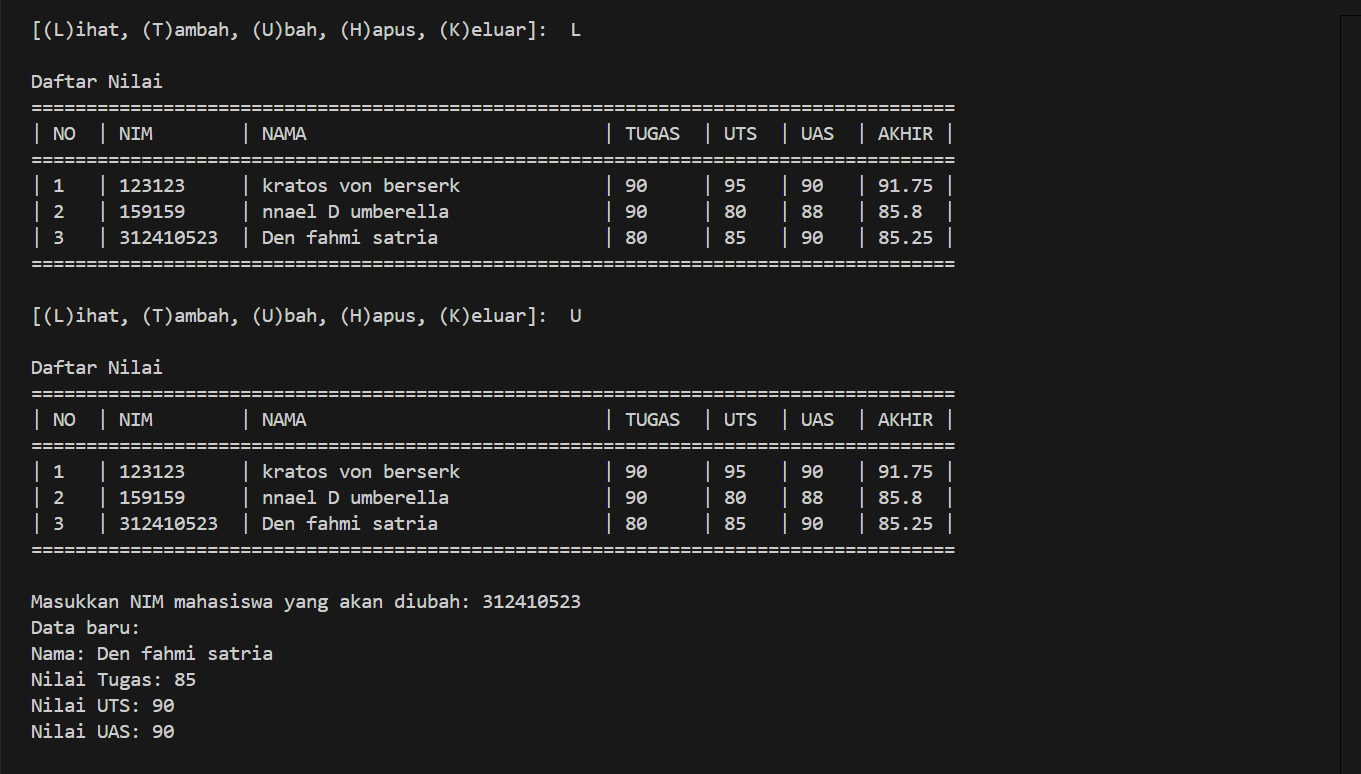 [(L)ihat, (T)ambah, (U)bah, (H)apus, (K)eluar]:  L
Daftar Nilai
====================================================================================
| NO  | NIM        | NAMA                           | TUGAS  | UTS  | UAS  | AKHIR |
====================================================================================
| 1   | 123123     | kratos von berserk             | 90     | 95   | 90   | 91.75 |
| 2   | 159159     | nnael D umberella              | 90     | 80   | 88   | 85.8  |
| 3   | 312410523  | Den fahmi satria               | 80     | 85   | 90   | 85.25 |
====================================================================================
[(L)ihat, (T)ambah, (U)bah, (H)apus, (K)eluar]:  U
Daftar Nilai
====================================================================================
| NO  | NIM        | NAMA                           | TUGAS  | UTS  | UAS  | AKHIR |
====================================================================================
| 1   | 123123     | kratos von berserk             | 90     | 95   | 90   | 91.75 |
| 2   | 159159     | nnael D umberella              | 90     | 80   | 88   | 85.8  |
| 3   | 312410523  | Den fahmi satria               | 80     | 85   | 90   | 85.25 |
====================================================================================
Masukkan NIM mahasiswa yang akan diubah: 312410523
Data baru:
Nama: Den fahmi satria
Nilai Tugas: 85
Nilai UTS: 90
Nilai UAS: 90